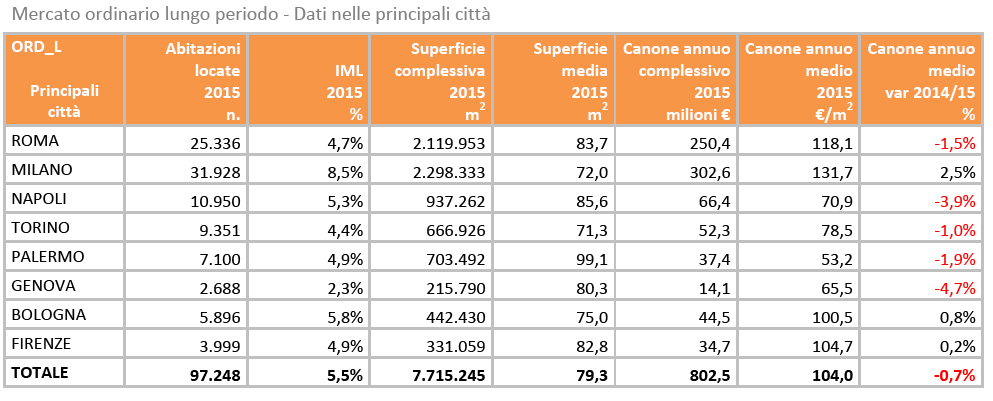 Mercato ordinario lungo periodo - Dati nelle principali città
ORD_L Principali città | Abitazioni locate 2015 n. | IML 2015 % | Superficie complessiva 2015 m² | Superficie media 2015 m² | Canone annuo complessivo 2015 milioni € | Canone annuo medio 2015 €/m² | Canone annuo medio var 2014/15 %
ROMA 25.336 4,7% 2.119.953 83,7 250,4 118,1 -1,5%
MILANO 31.928 8,5% 2.298.333 72,0 302,6 131,7 2,5%
NAPOLI 10.950 5,3% 937.262 85,6 66,4 70,9 -3,9%
TORINO 9.351 4,4% 666.926 71,3 52,3 78,5 -1,0%
PALERMO 7.100 4,9% 703.492 99,1 37,4 53,2 -1,9%
GENOVA 2.688 2,3% 215.790 80,3 14,1 65,5 -4,7%
BOLOGNA 5.896 5,8% 442.430 75,0 44,5 100,5 0,8%
FIRENZE 3.999 4,9% 331.059 82,8 34,7 104,7 0,2%
TOTALE 97.248 5,5% 7.715.245 79,3 802,5 104,0 -0,7%